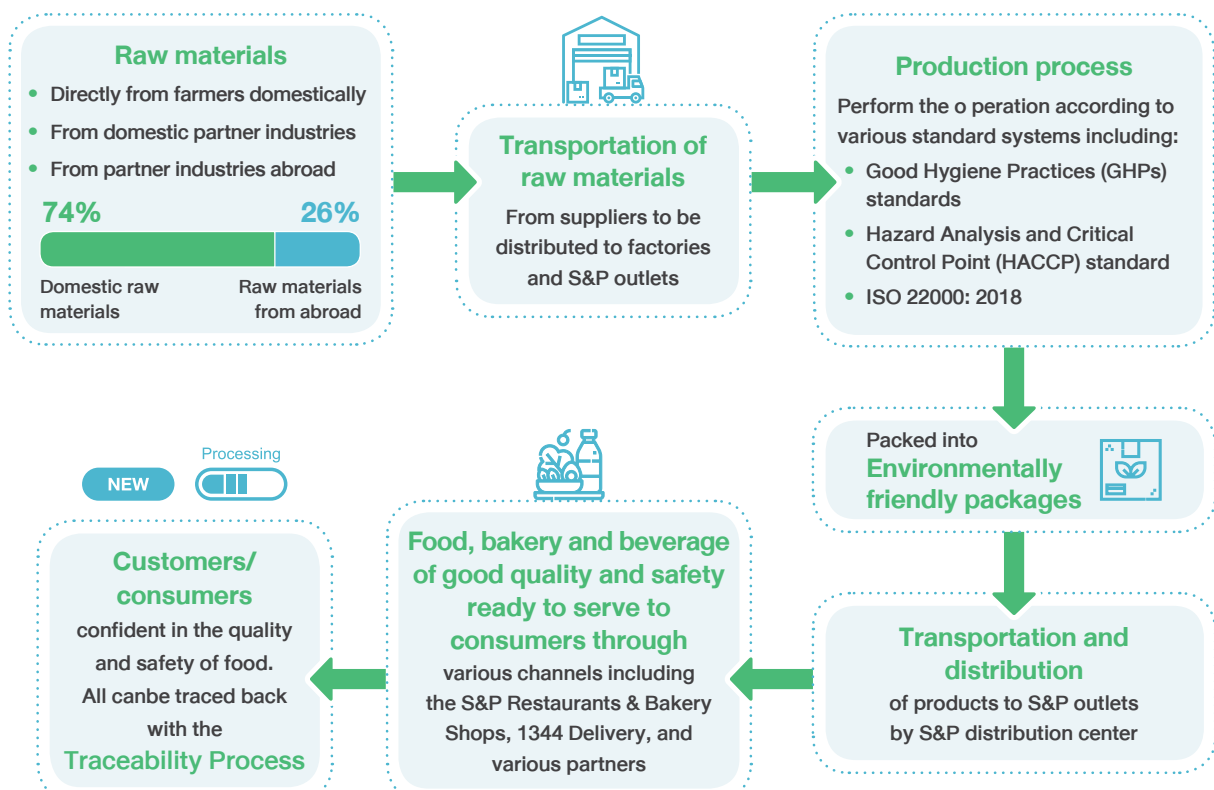 Raw materials
• Directly from farmers domestically
• From domestic partner industries
• From partner industries abroad
74%
26%
Domestic raw
materials
Raw materials
from abroad
Transportation of
raw materials
From suppliers to be
distributed to factories
and S&P outlets
Production process
Perform the o peration according to
various standard systems including:
• Good Hygiene Practices (GHPs)
standards
• Hazard Analysis and Critical
Control Point (HACCP) standard
• ISO 22000: 2018
Packed into
Environmentally
friendly packages
Transportation and
distribution
of products to S&P outlets
by S&P distribution center
Food, bakery and beverage
of good quality and safety
ready to serve to
consumers through
various channels including
the S&P Restaurants & Bakery
Shops, 1344 Delivery, and
various partners
NEW
Processing
Customers/
consumers
confident in the quality
and safety of food.
All canbe traced back
with the
Traceability Process